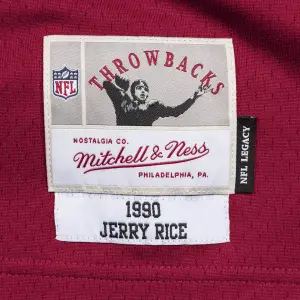 NFL
THROWBACKS
NOSTALGIA CO.
Mitchell & Ness
PHILADELPHIA, PA.
NFL LEGACY
1990
JERRY RICE